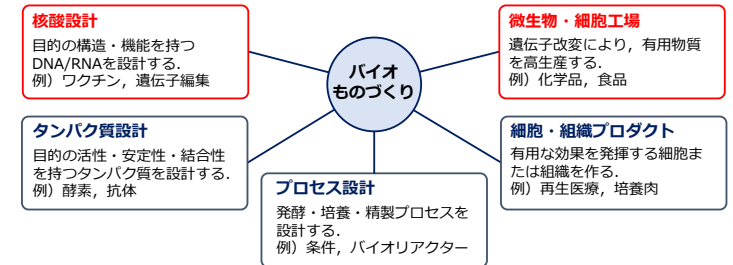 核酸設計
目的の構造・機能を持つ
DNA/RNAを設計する.
例）ワクチン，遺伝子編集
バイオ
ものづくり
微生物・細胞工場
遺伝子改変により，有用物質
を高生産する.
例）化学品，食品
タンパク質設計
目的の活性・安定性・結合性
を持つタンパク質を設計する.
例）酵素，抗体
細胞・組織プロダクト
有用な効果を発揮する細胞ま
たは組織を作る.
例）再生医療，培養肉
プロセス設計
発酵・培養・精製プロセスを
設計する.
例）条件，バイオリアクター